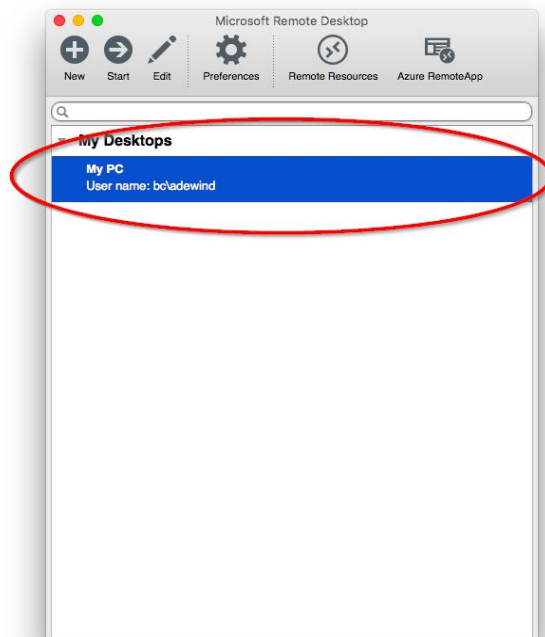 Microsoft Remote Desktop
New Start Edit Preferences Remote Resources Azure RemoteApp
My Desktops
My PC
User name: bc\adewind